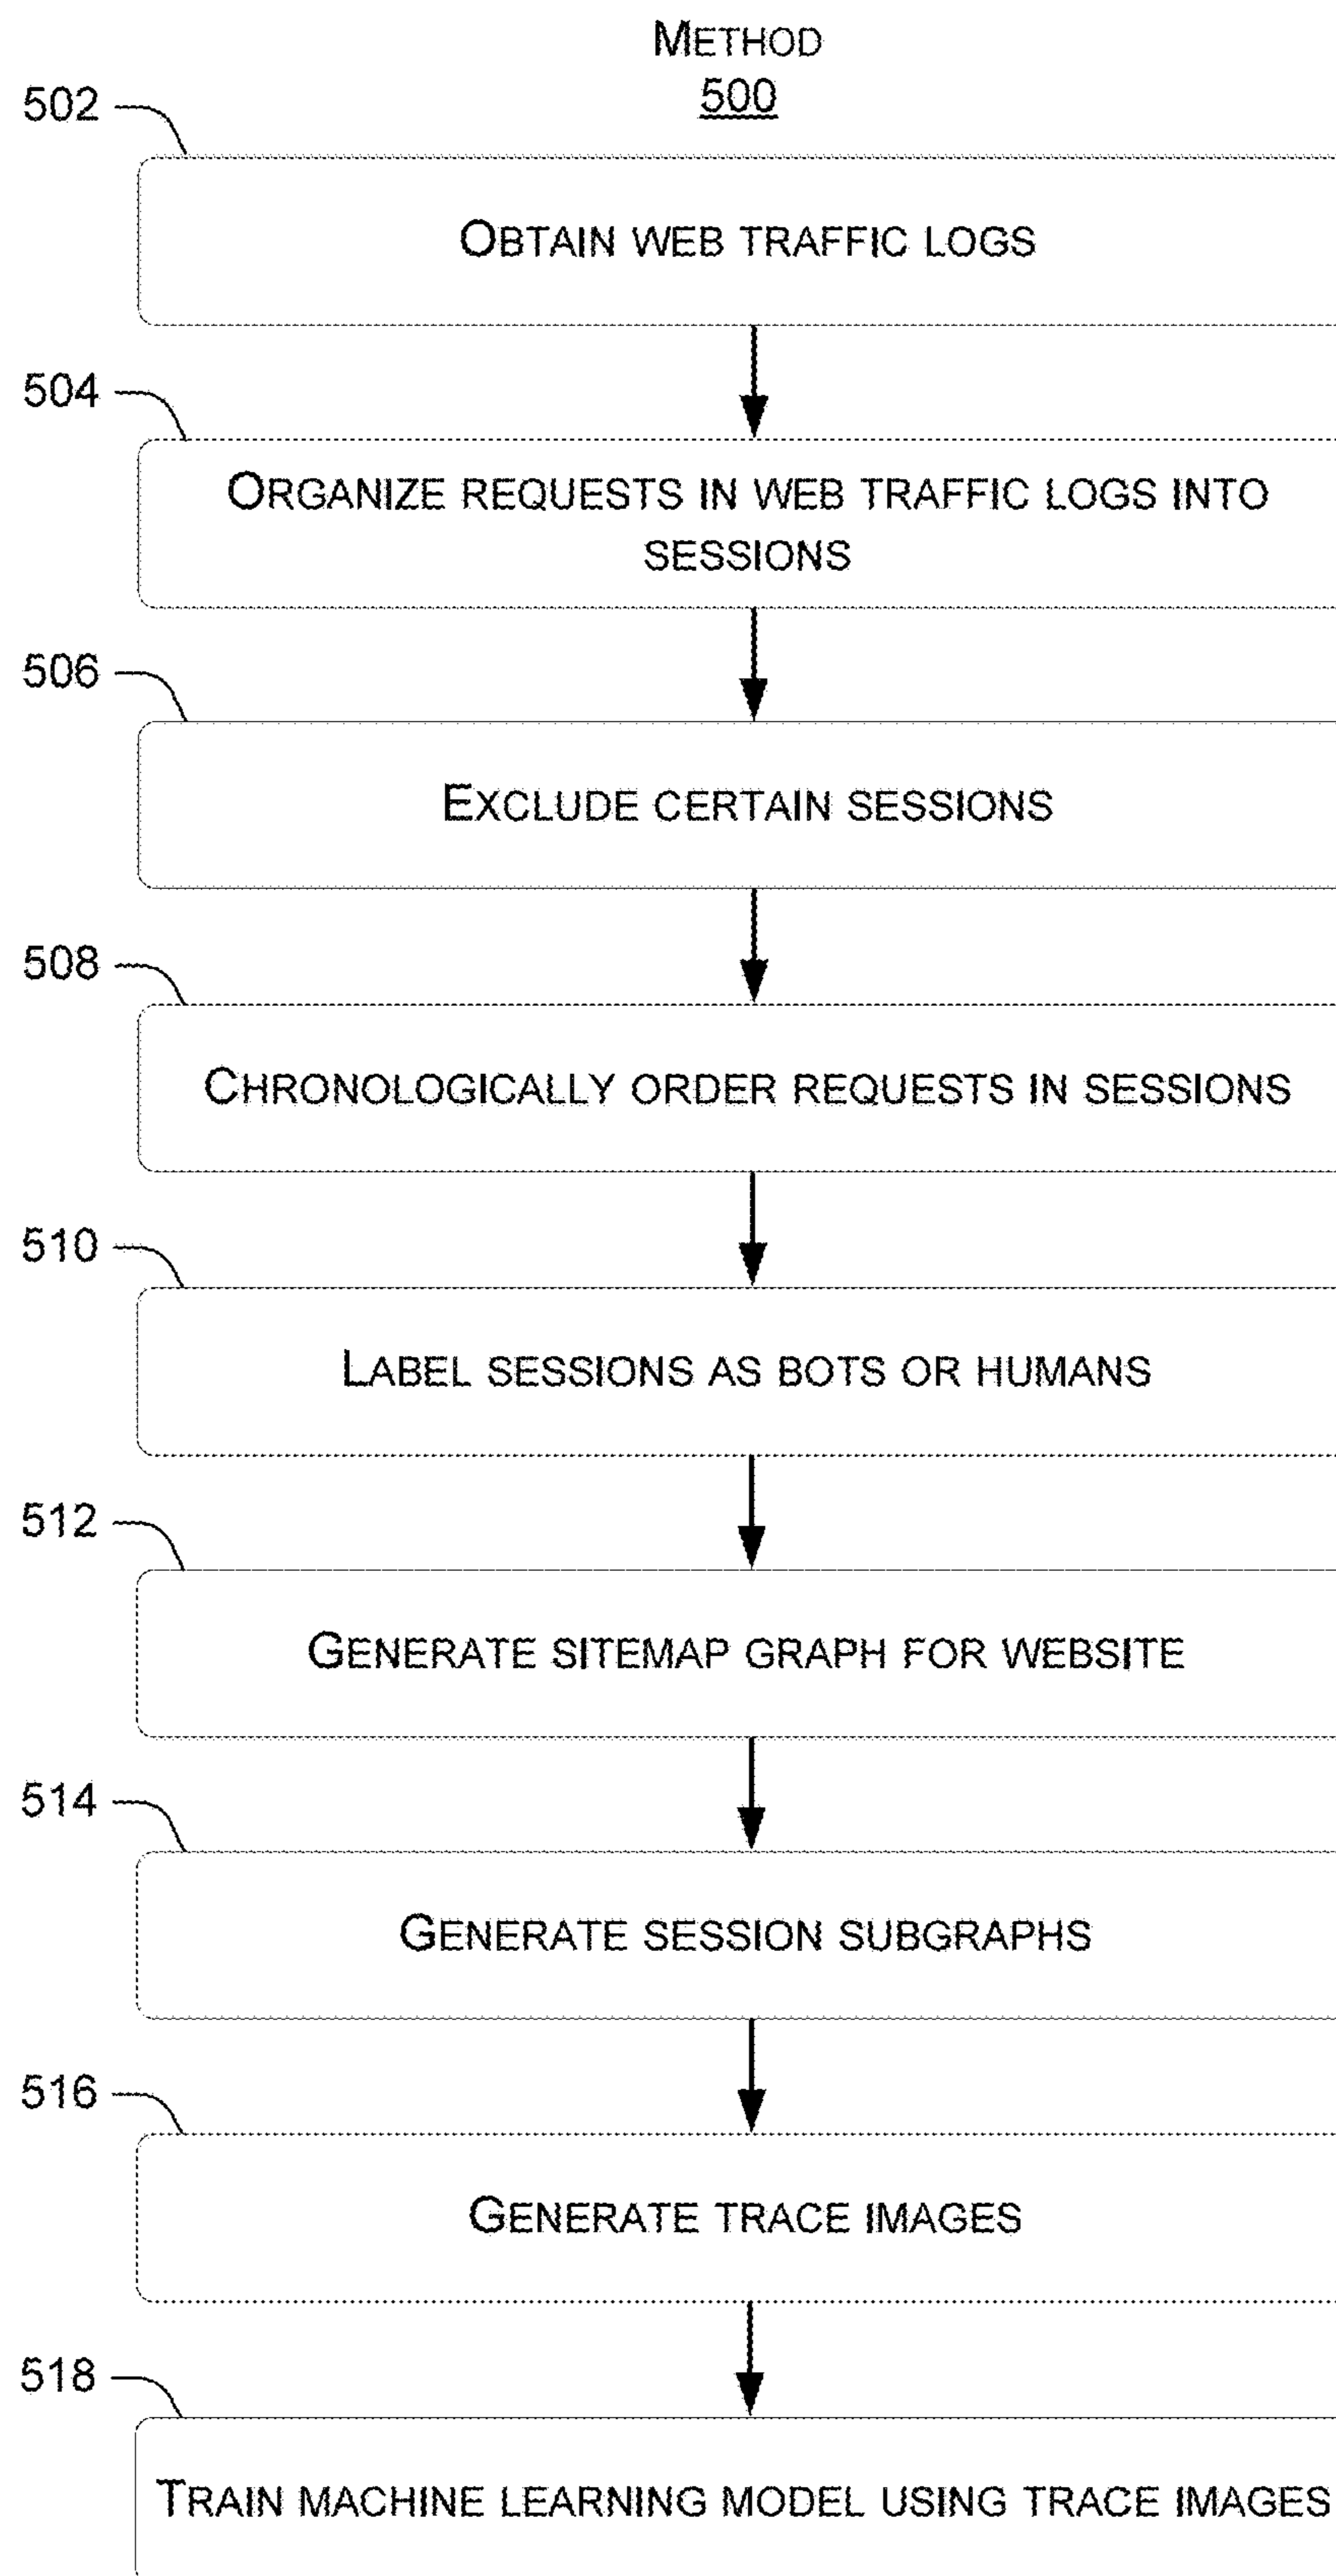 METHOD
500
502
OBTAIN WEB TRAFFIC LOGS
504
ORGANIZE REQUESTS IN WEB TRAFFIC LOGS INTO
SESSIONS
506
EXCLUDE CERTAIN SESSIONS
508
CHRONOLOGICALLY ORDER REQUESTS IN SESSIONS
510
LABEL SESSIONS AS BOTS OR HUMANS
512
GENERATE SITEMAP GRAPH FOR WEBSITE
514
GENERATE SESSION SUBGRAPHS
516
GENERATE TRACE IMAGES
518
TRAIN MACHINE LEARNING MODEL USING TRACE IMAGES